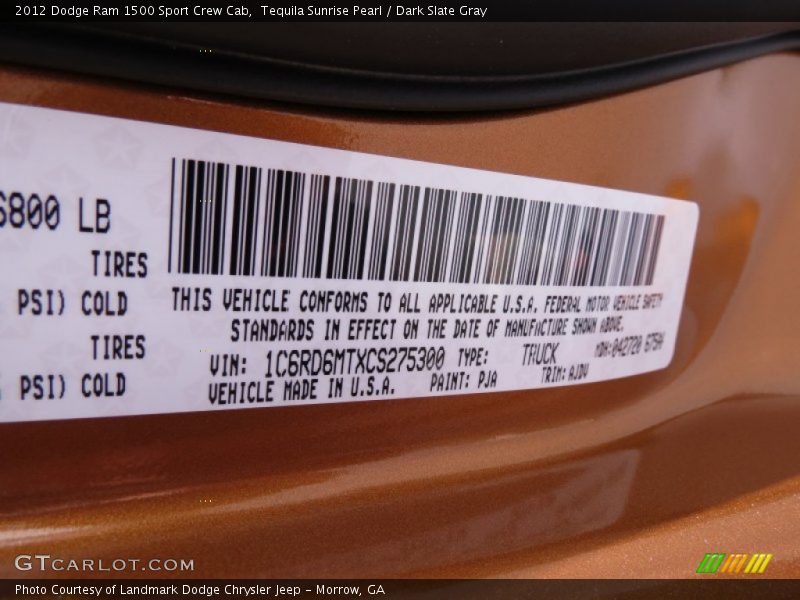 2012 Dodge Ram 1500 Sport Crew Cab,  Tequila Sunrise Pearl / Dark Slate Gray
6800 LB
TIRES
PSI) COLD
TIRES
PSI) COLD
THIS VEHICLE CONFORMS TO ALL APPLICABLE U.S.A. FEDERAL MOTOR VEHICLE SAFETY
STANDARDS IN EFFECT ON THE DATE OF MANUFACTURE SHOWN ABOVE.
VIN: 1C6RD6MTXCS275300 TYPE: TRUCK
VEHICLE MADE IN U.S.A. PAINT: PJA TRIM: AJDV
GTCARLOT.COM
Photo Courtesy of Landmark Dodge Chrysler Jeep – Morrow, GA